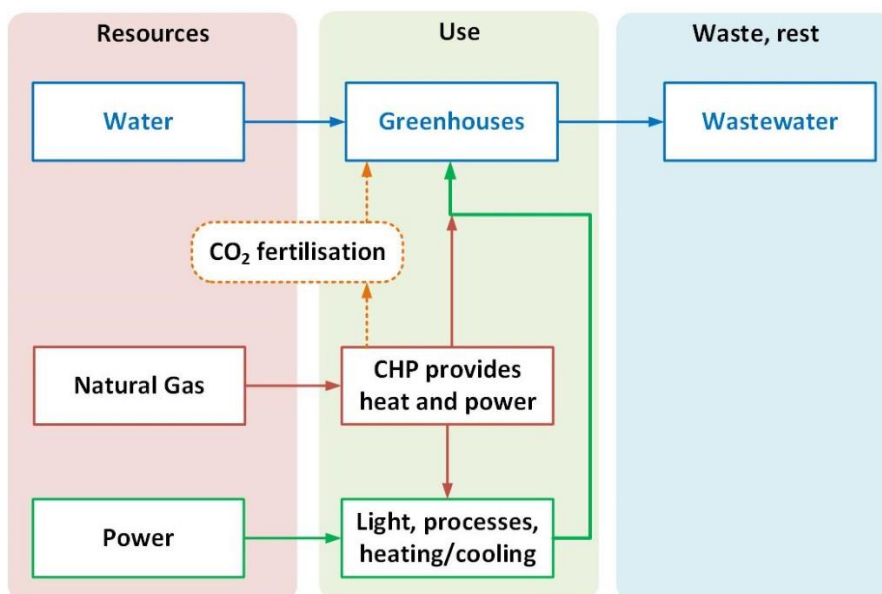 Resources
Use
Waste, rest
Water
Greenhouses
Wastewater
CO₂ fertilisation
Natural Gas
CHP provides
heat and power
Power
Light, processes,
heating/cooling